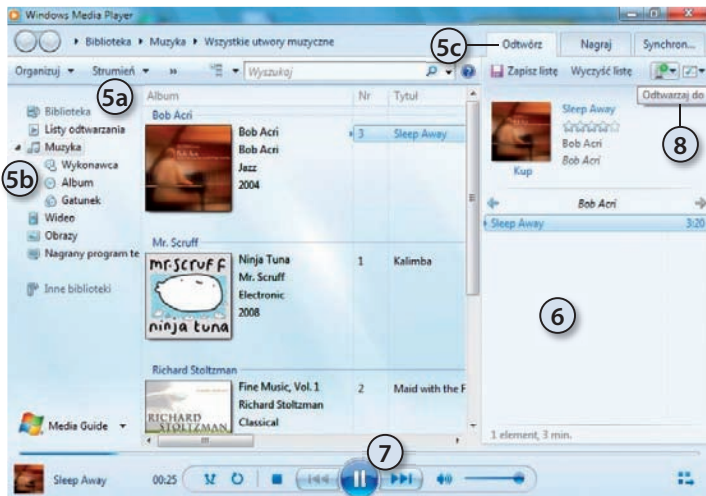 Windows Media Player
Biblioteka ▸ Muzyka ▸ Wszystkie utwory muzyczne
5c
Odtwórz Nagraj Synchron...
Organizuj Strumień » Wyszukaj
Zapisz listę Wyczyść listę
Odtwarzaj do
8
5a
Biblioteka
Listy odtwarzania
Muzyka
5b
Wykonawca
Album
Gatunek
Wideo
Obrazy
Nagrany program te
Inne biblioteki
Media Guide
Album Nr Tytuł
Bob Acri
Bob Acri 3 Sleep Away
Bob Acri
Jazz
2004
Mr. Scruff
mr.scruff
ninja tuna
Ninja Tuna 1 Kalimba
Mr. Scruff
Electronic
2008
Richard Stoltzman
RICHARD
STOLTZMAN
Fine Music, Vol. 1 2 Maid with the F
Richard Stoltzman
Classical
Sleep Away
Bob Acri
Bob Acri
Kup
Bob Acri
Sleep Away 3:20
6
1 element, 3 min.
7
Sleep Away 00:25